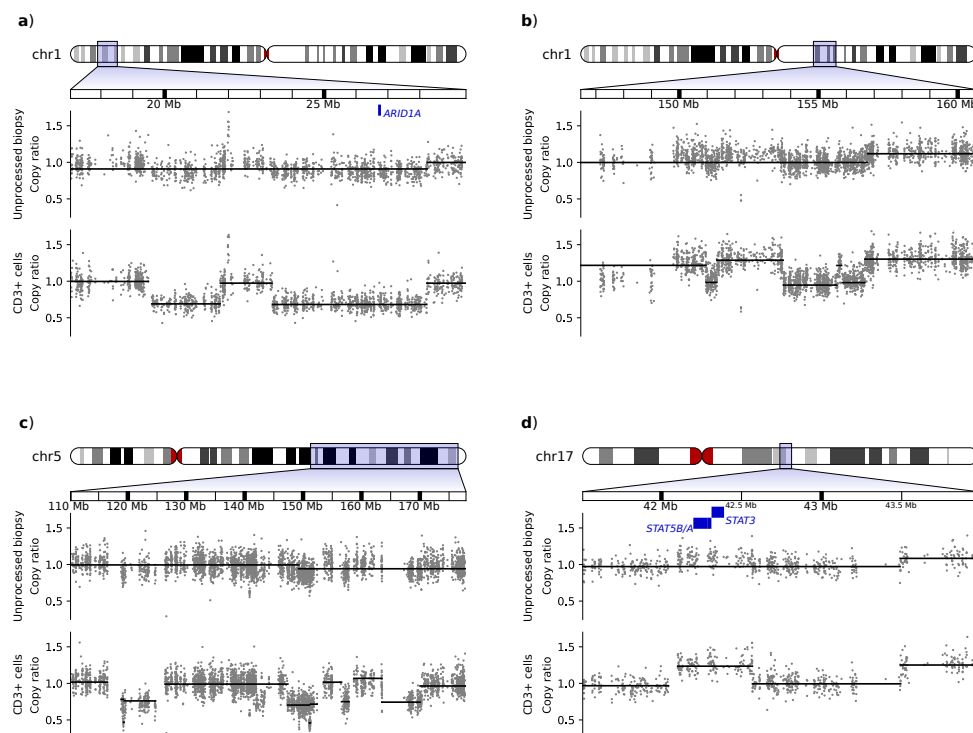 a)
chr1
20 Mb 25 Mb
ARID1A
Unprocessed biopsy
Copy ratio
1.5
1.0
0.5
CD3+ cells
Copy ratio
1.5
1.0
0.5
b)
chr1
150 Mb 155 Mb 160 Mb
Unprocessed biopsy
Copy ratio
1.5
1.0
0.5
CD3+ cells
Copy ratio
1.5
1.0
0.5
c)
chr5
110 Mb 120 Mb 130 Mb 140 Mb 150 Mb 160 Mb 170 Mb
Unprocessed biopsy
Copy ratio
1.5
1.0
0.5
CD3+ cells
Copy ratio
1.5
1.0
0.5
d)
chr17
42 Mb 42.5 Mb 43 Mb 43.5 Mb
STAT3
STAT5B/A
Unprocessed biopsy
Copy ratio
1.5
1.0
0.5
CD3+ cells
Copy ratio
1.5
1.0
0.5